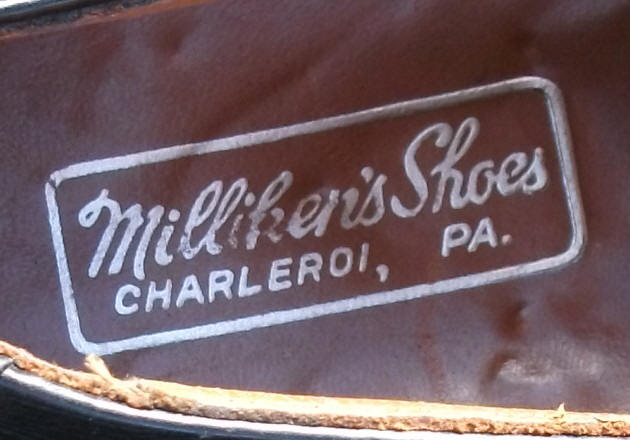 Milliken's Shoes
CHARLEROI, PA.